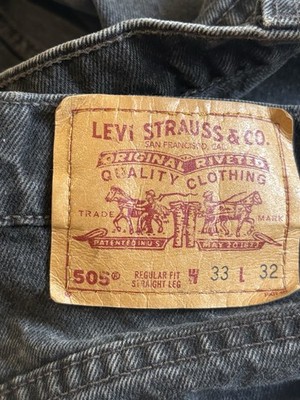 LEVI STRAUSS & CO.
SAN FRANCISCO, CAL.
ORIGINAL RIVETED
QUALITY CLOTHING
TRADE MARK
PATENTED IN U.S. MAY 20 1873
505® REGULAR FIT W 33 L 32
STRAIGHT LEG